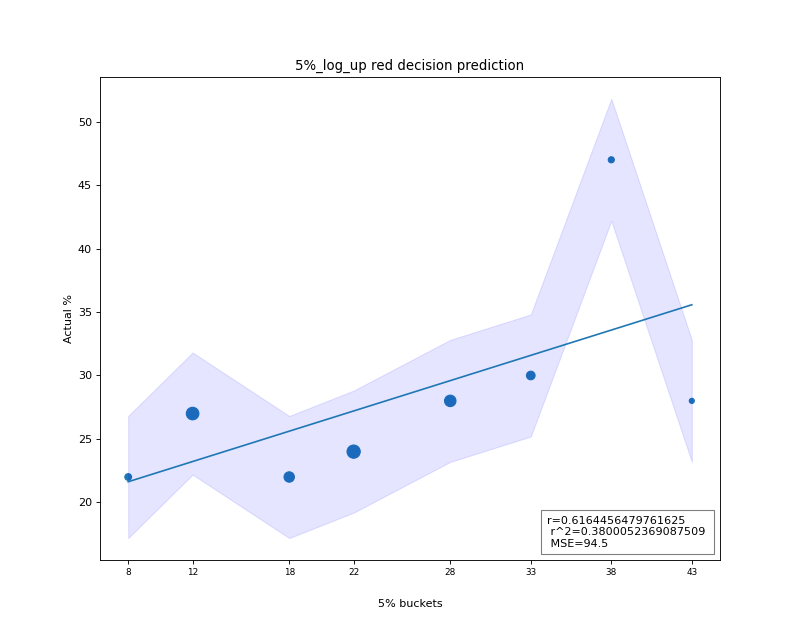 5%_log_up red decision prediction
50
45
40
35
30
25
20
Actual %
r=0.6164456479761625
r^2=0.3800052369087509
MSE=94.5
8 12 18 22 28 33 38 43
5% buckets